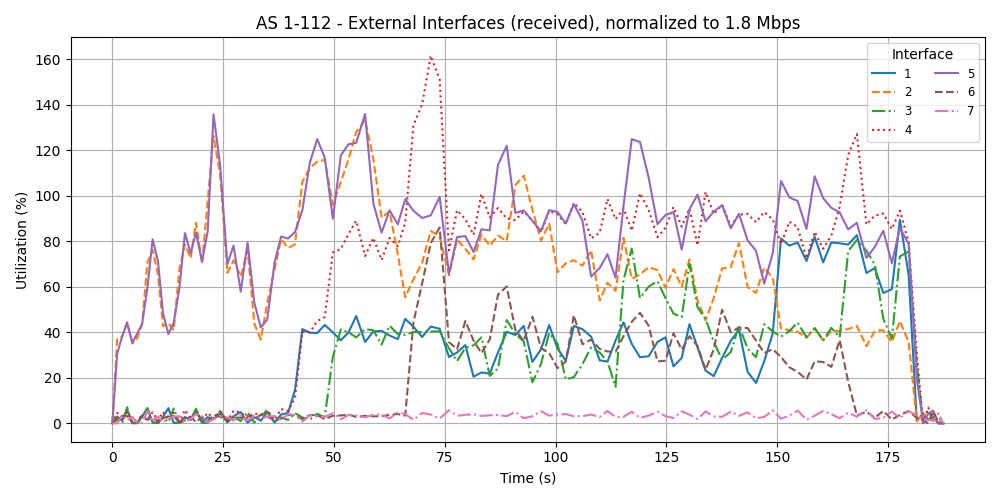 AS 1-112 - External Interfaces (received), normalized to 1.8 Mbps
Utilization (%)
160
140
120
100
80
60
40
20
0
0 25 50 75 100 125 150 175
Time (s)
Interface
1 5
2 6
3 7
4